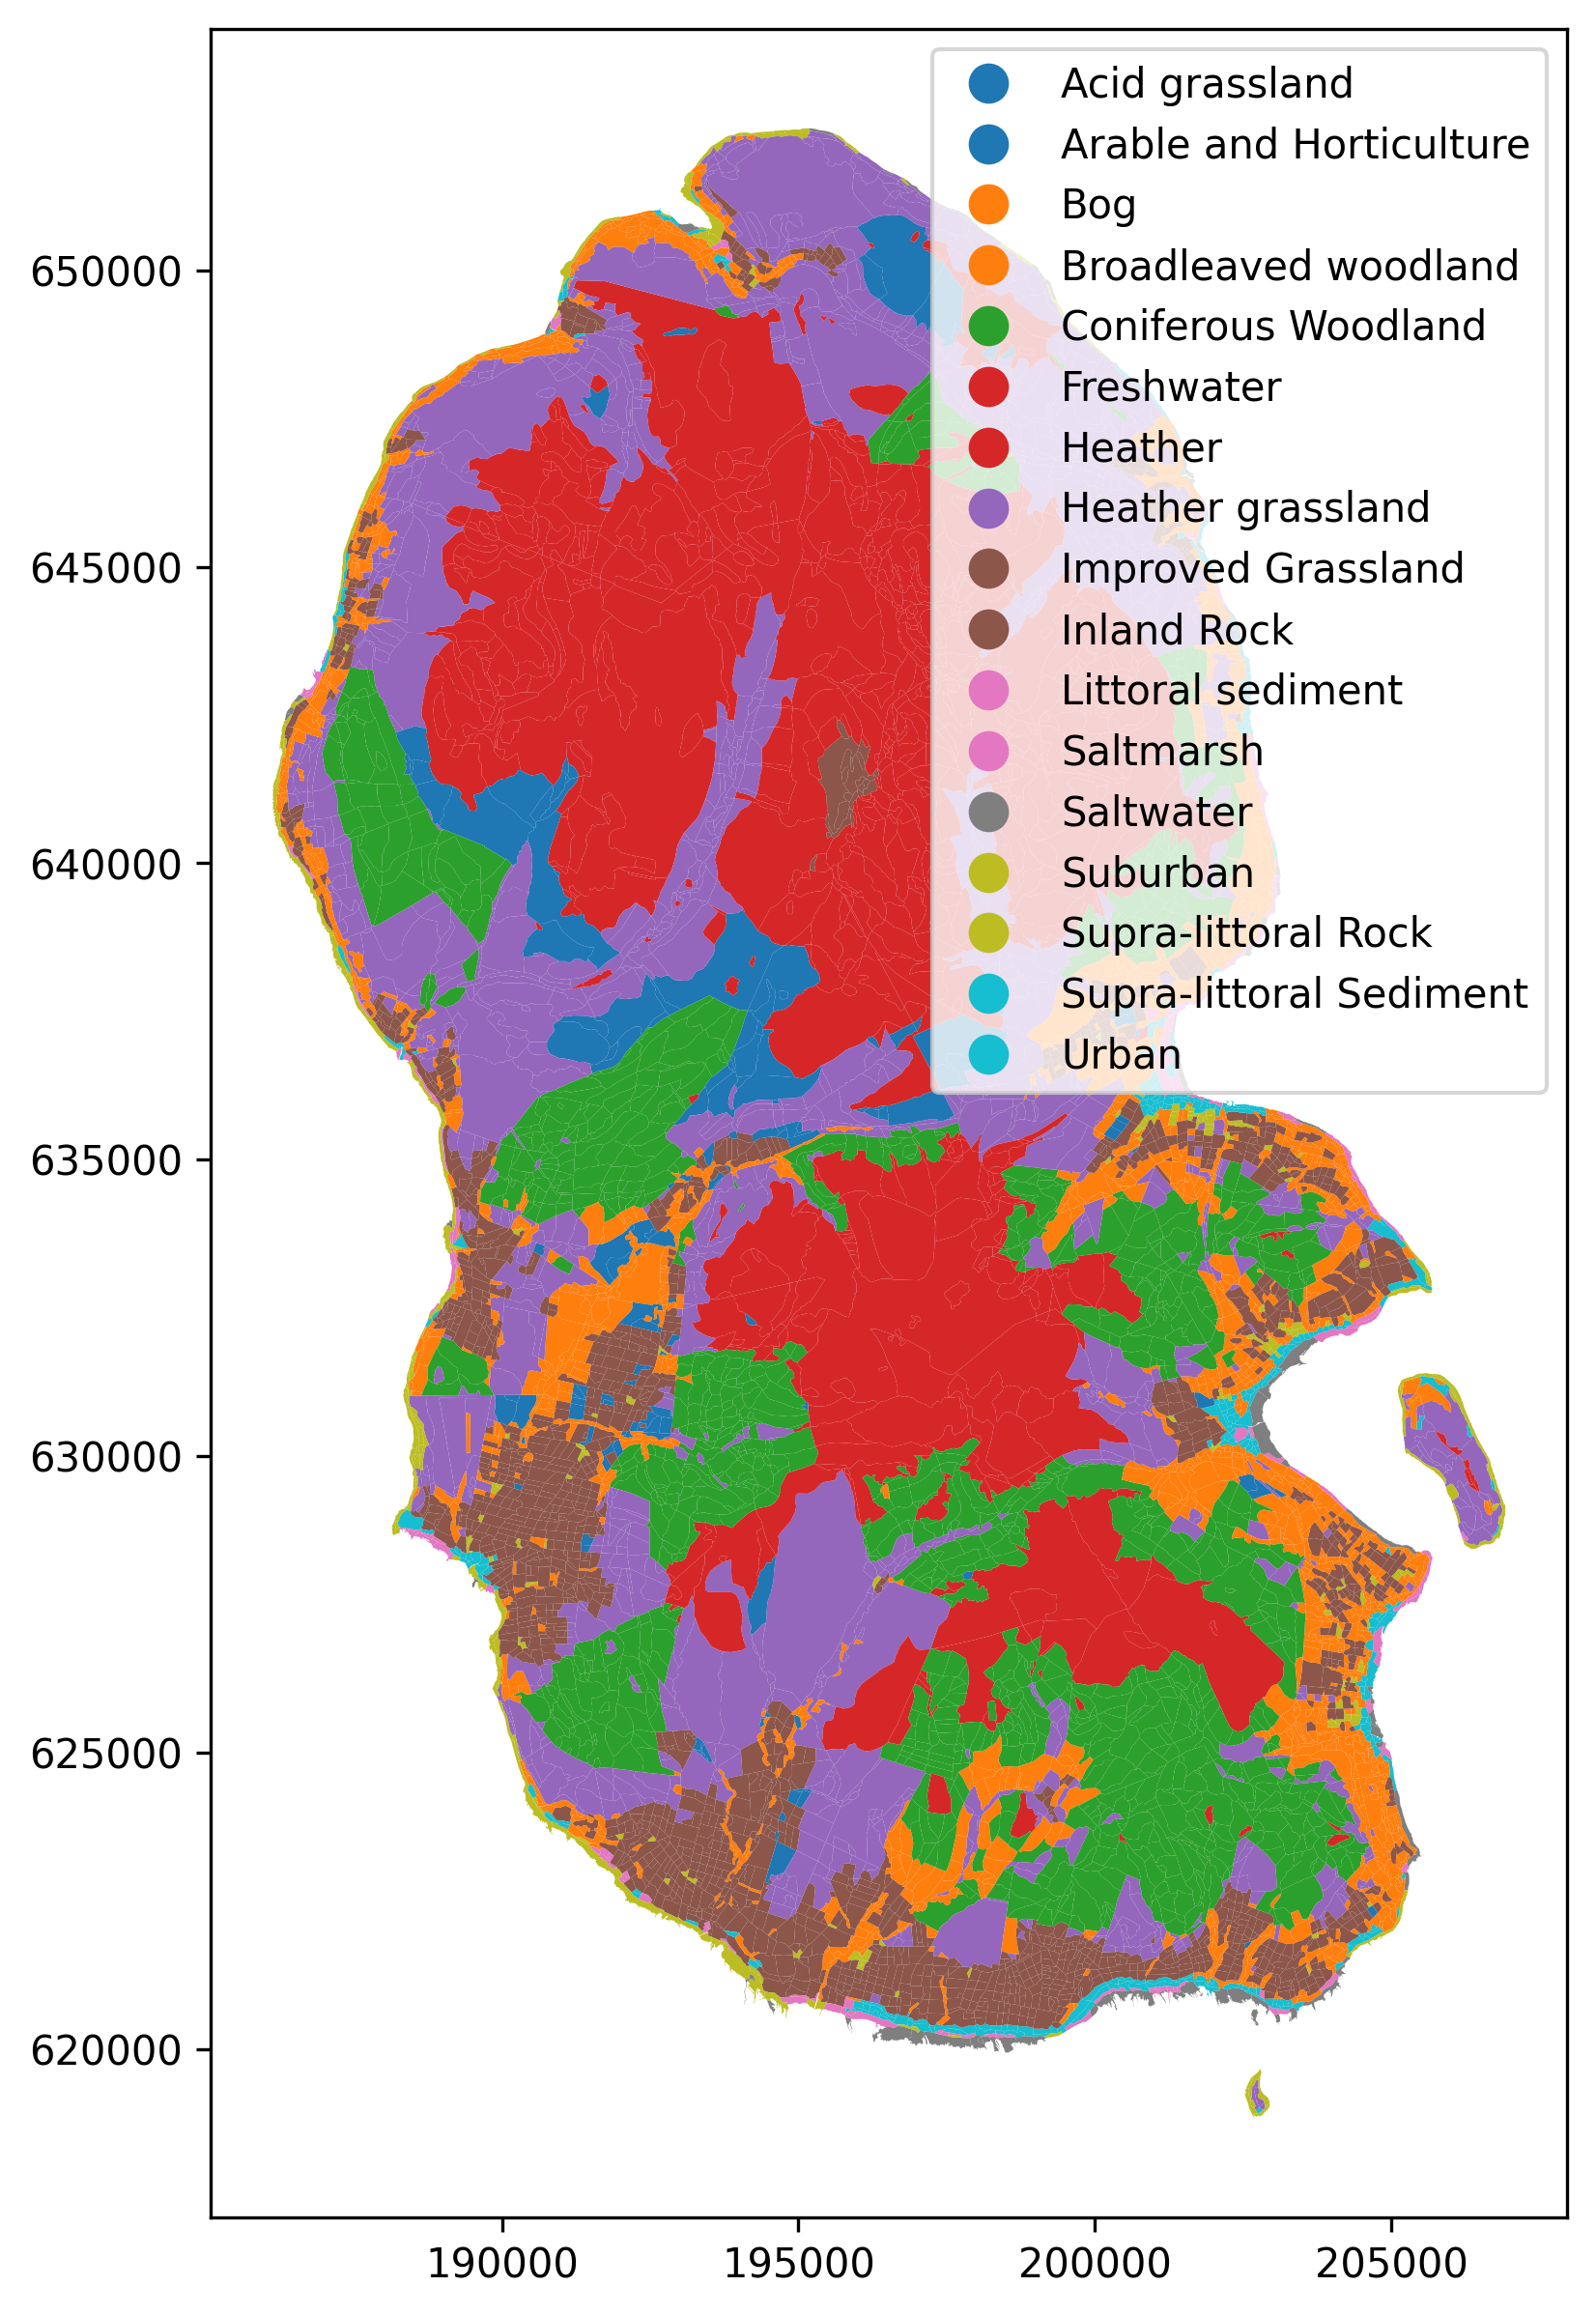 Acid grassland
Arable and Horticulture
Bog
Broadleaved woodland
Coniferous Woodland
Freshwater
Heather
Heather grassland
Improved Grassland
Inland Rock
Littoral sediment
Saltmarsh
Saltwater
Suburban
Supra-littoral Rock
Supra-littoral Sediment
Urban
650000
645000
640000
635000
630000
625000
620000
190000 195000 200000 205000